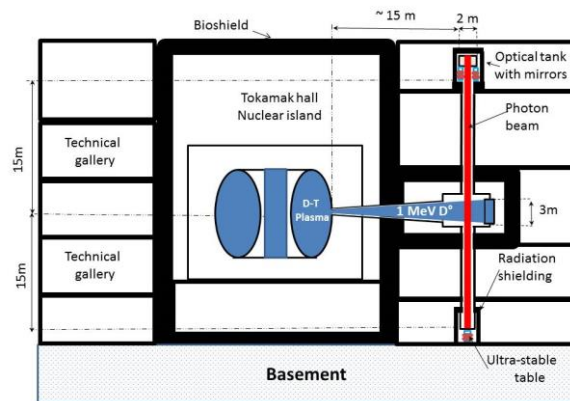 Bioshield
~ 15 m
2 m
Optical tank
with mirrors
Tokamak hall
Nuclear island
Photon
beam
15m
Technical
gallery
D-T
Plasma
1 MeV D°
3m
15m
Technical
gallery
Radiation
shielding
Ultra-stable
table
Basement